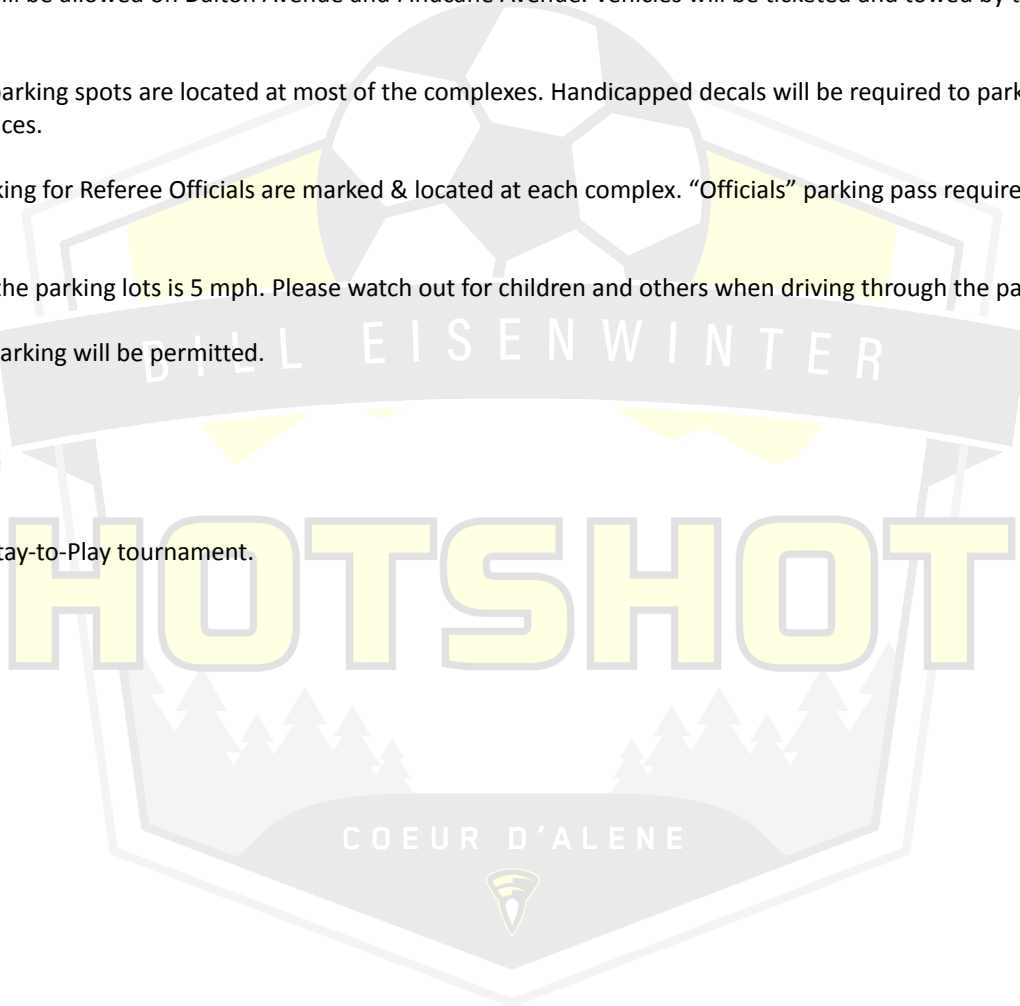 ill be allowed on Dalton Avenue and Finucane Avenue. Vehicles will be ticketed and towed by t
parking spots are located at most of the complexes. Handicapped decals will be required to park
ces.
king for Referee Officials are marked & located at each complex. “Officials” parking pass require
the parking lots is 5 mph. Please watch out for children and others when driving through the pa
BILL EISENWINTER
arking will be permitted.
HOTSHOT
tay-to-Play tournament.
COEUR D'ALENE